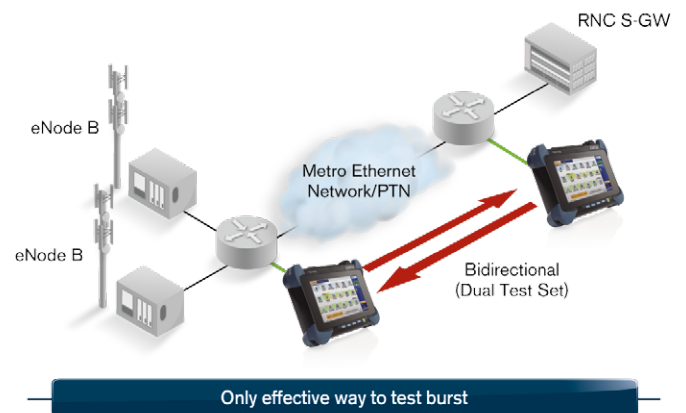 RNC S-GW
eNode B
Metro Ethernet
Network/PTN
eNode B
Bidirectional
(Dual Test Set)
Only effective way to test burst